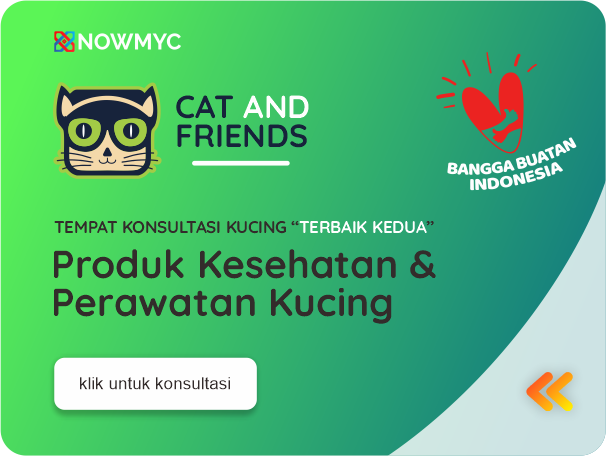 NOWMYC
CAT AND
FRIENDS
BANGGA BUATAN
INDONESIA
TEMPAT KONSULTASI KUCING “TERBAIK KEDUA”
Produk Kesehatan &
Perawatan Kucing
klik untuk konsultasi